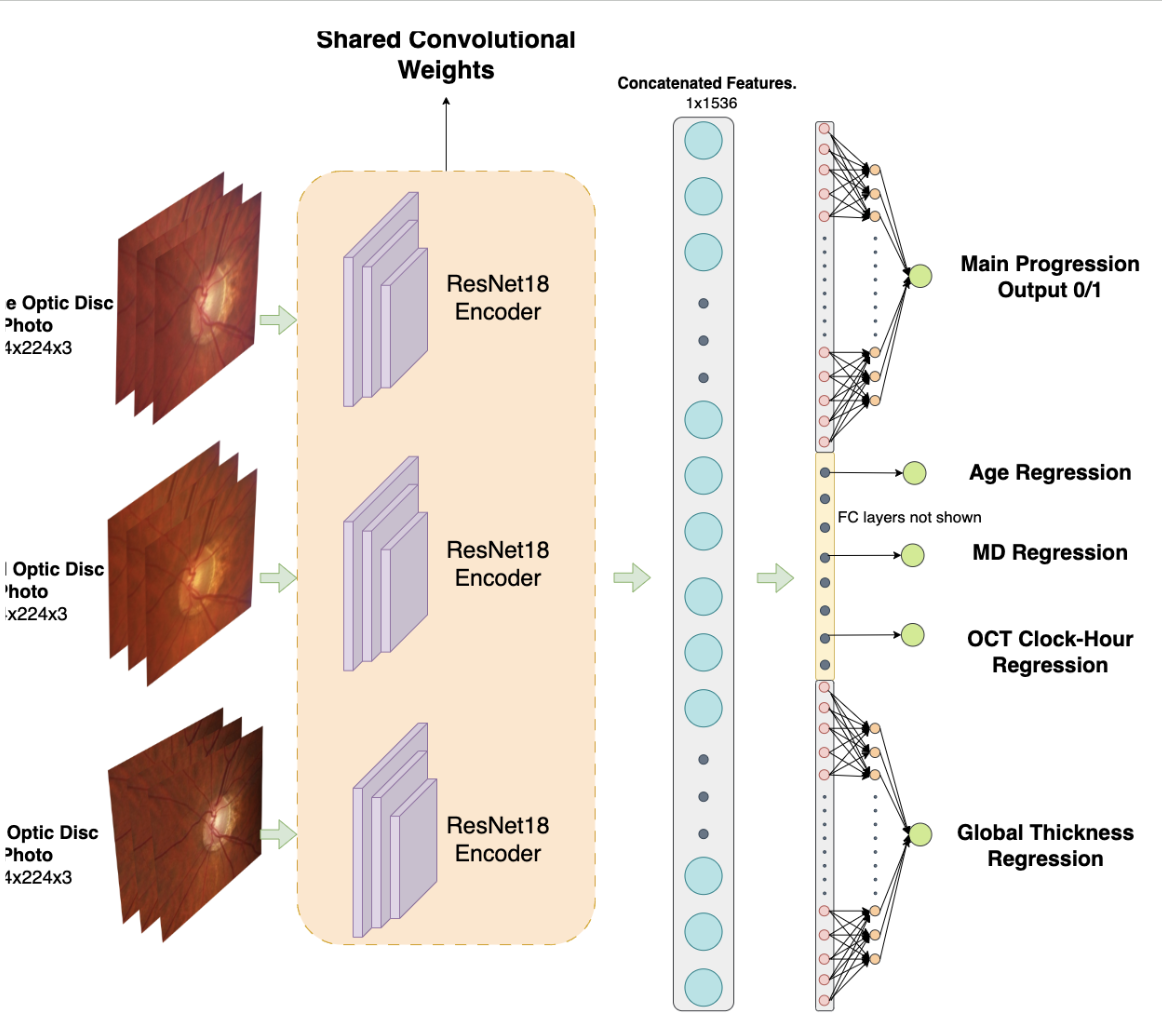 Shared Convolutional
Weights
Concatenated Features.
1x1536
e Optic Disc
Photo
4x224x3
ResNet18
Encoder
Main Progression
Output 0/1
Age Regression
FC layers not shown
MD Regression
Optic Disc
Photo
x224x3
ResNet18
Encoder
OCT Clock-Hour
Regression
Optic Disc
Photo
4x224x3
ResNet18
Encoder
Global Thickness
Regression